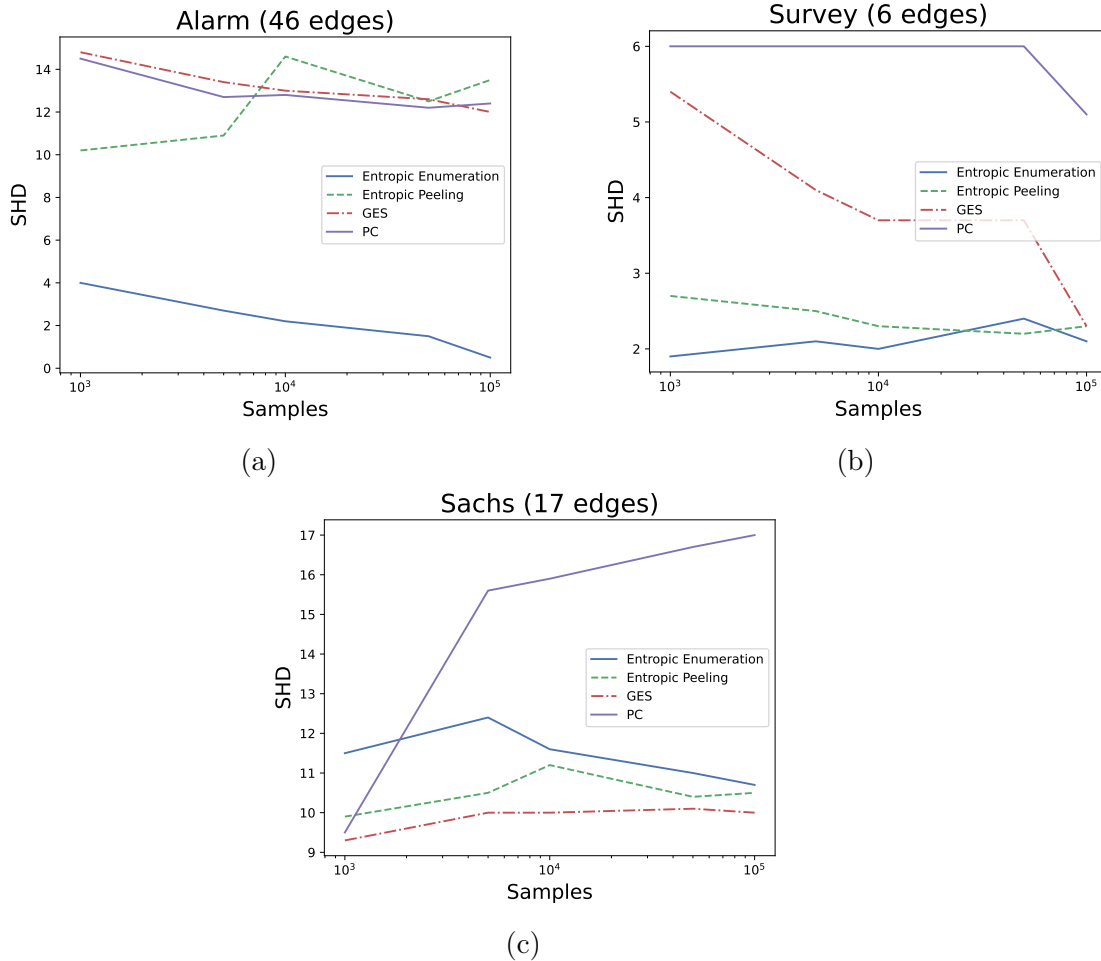 Alarm (46 edges)
14
12
10
8
6
4
2
0
SHD
Entropic Enumeration
Entropic Peeling
GES
PC
10³
10⁴
10⁵
Samples
(a)
Survey (6 edges)
6
5
4
3
2
SHD
Entropic Enumeration
Entropic Peeling
GES
PC
10³
10⁴
10⁵
Samples
(b)
Sachs (17 edges)
17
16
15
14
13
12
11
10
9
SHD
Entropic Enumeration
Entropic Peeling
GES
PC
10³
10⁴
10⁵
Samples
(c)